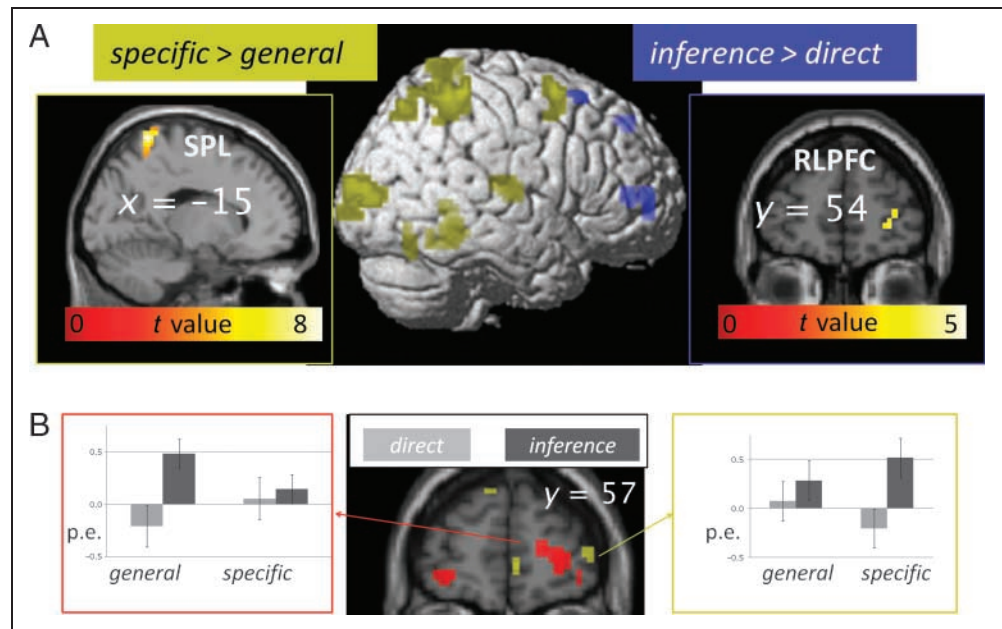 A
specific > general
inference > direct
SPL
x = –15
0 t value 8
RLPFC
y = 54
0 t value 5
B
0.5
0.0
p.e.
–0.5
general specific
direct inference
y = 57
0.5
0.0
p.e.
–0.5
general specific